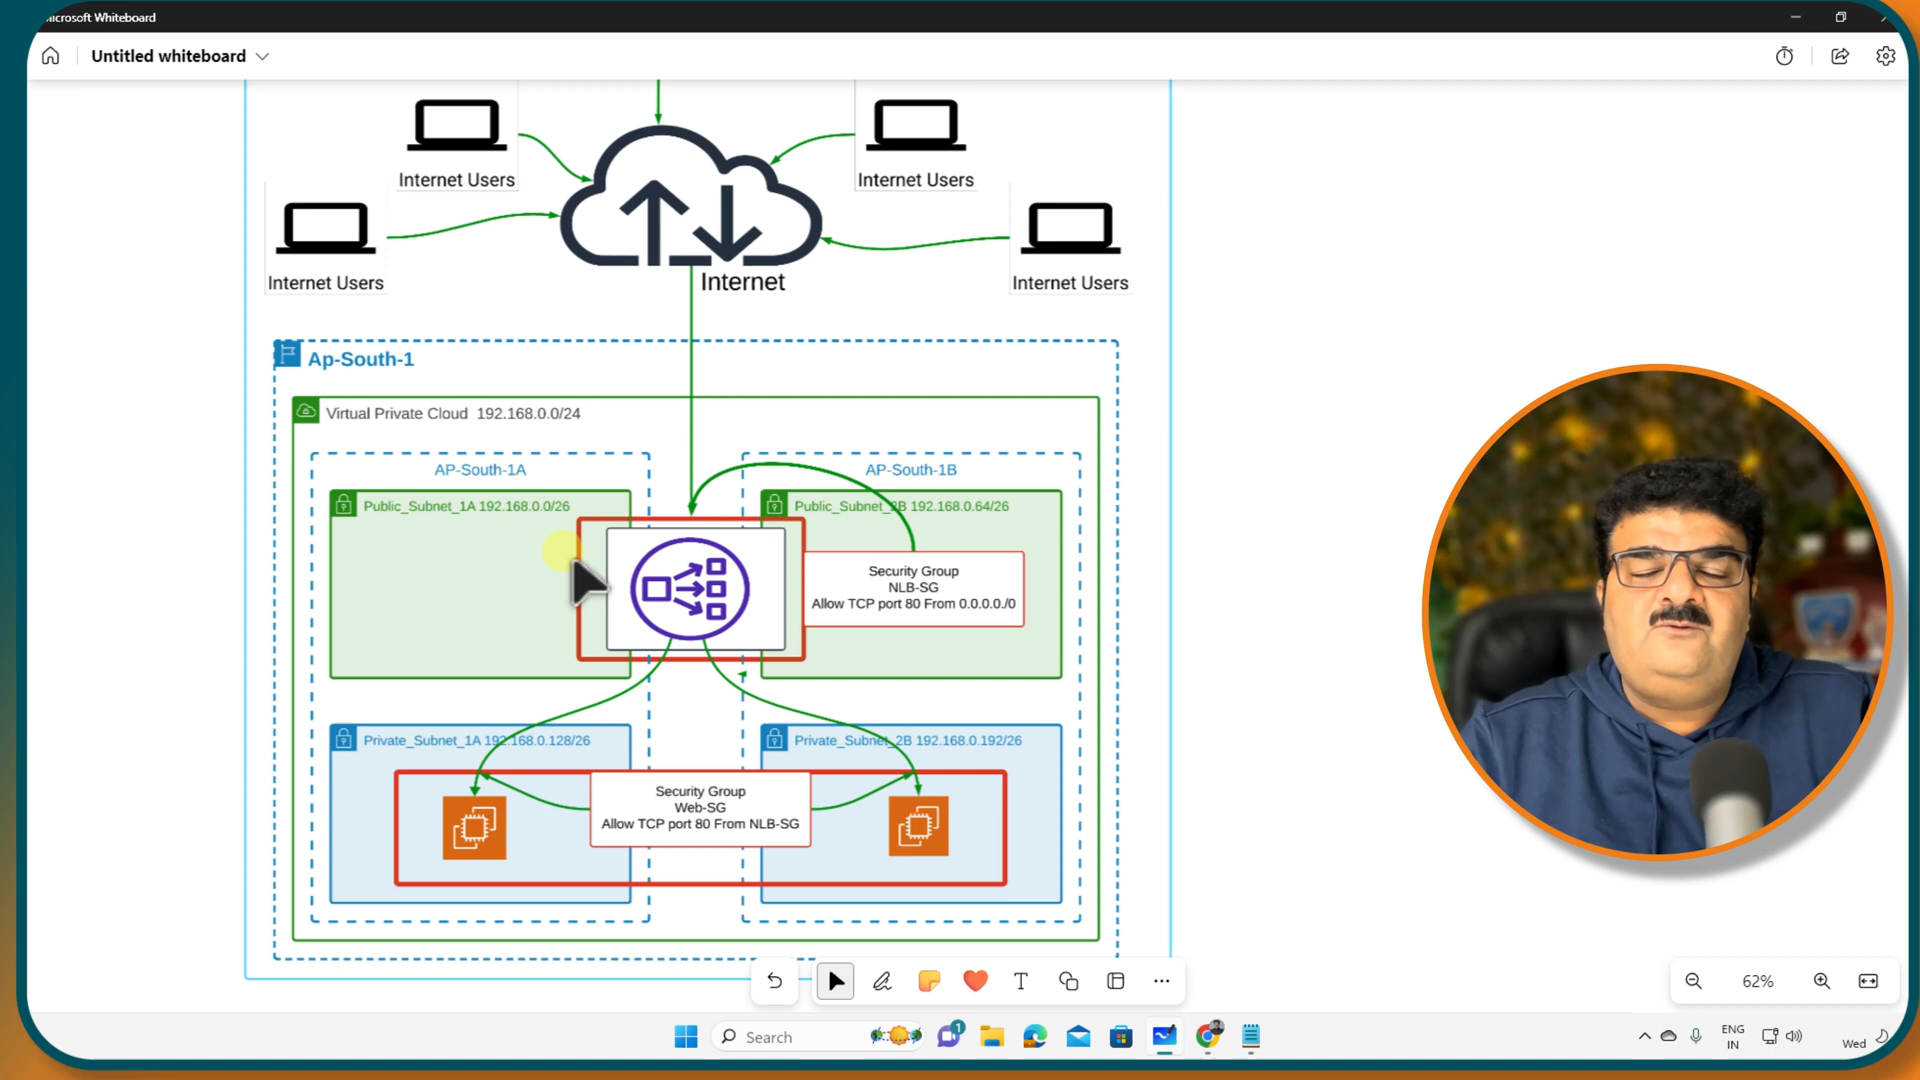 Microsoft Whiteboard
Untitled whiteboard
Internet Users
Internet Users
Internet Users
Internet Users
Internet
Ap-South-1
Virtual Private Cloud 192.168.0.0/24
AP-South-1A
AP-South-1B
Public_Subnet_1A 192.168.0.0/26
Public_Subnet_2B 192.168.0.64/26
Security Group
NLB-SG
Allow TCP port 80 From 0.0.0.0./0
Private_Subnet_1A 192.168.0.128/26
Private_Subnet_2B 192.168.0.192/26
Security Group
Web-SG
Allow TCP port 80 From NLB-SG
62%
Search
1
ENG
IN
Wed